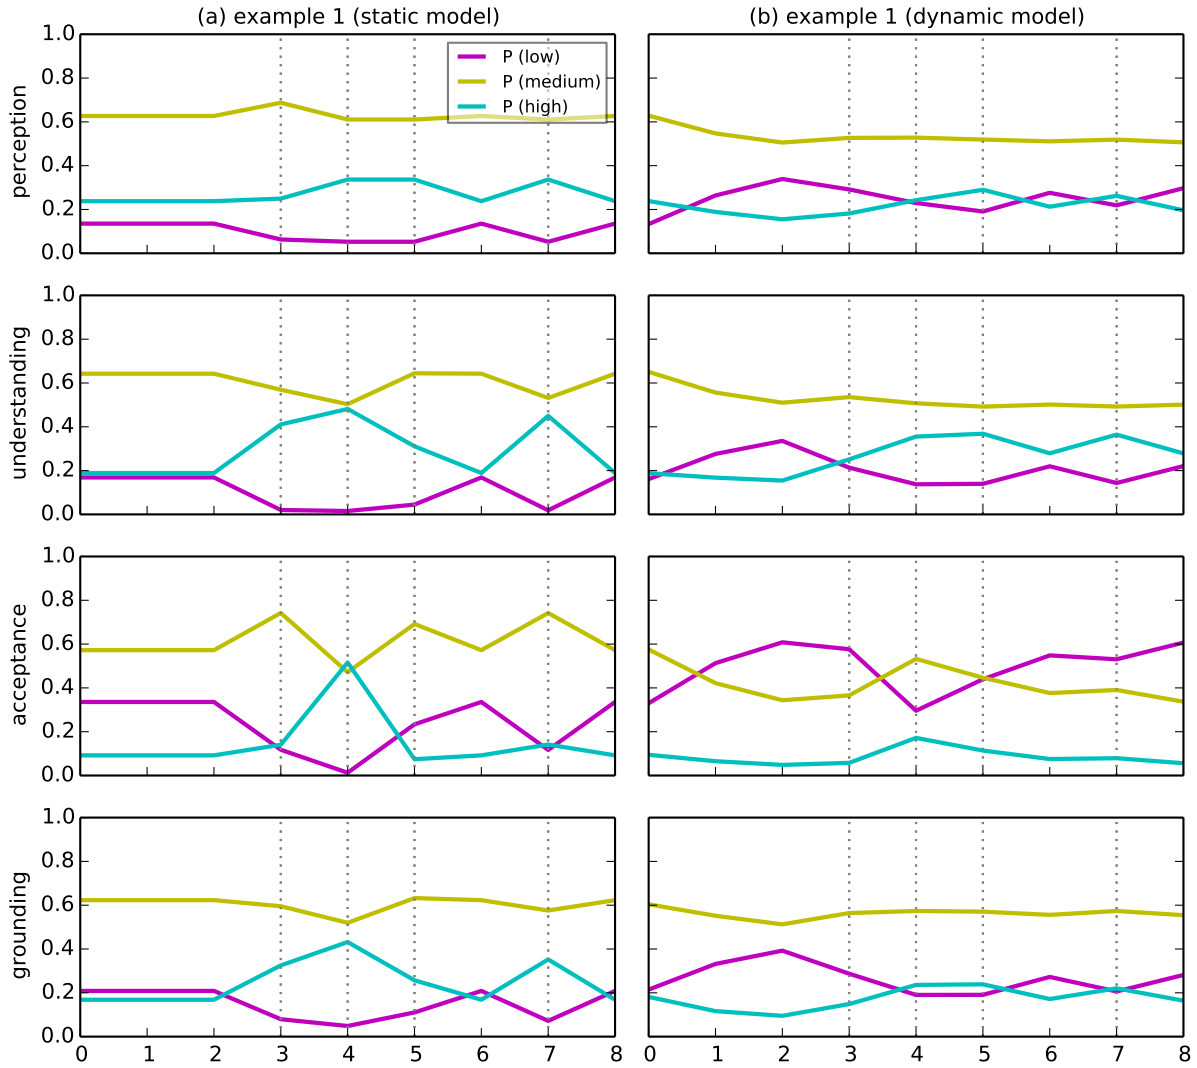 (a) example 1 (static model)
(b) example 1 (dynamic model)
1.0
0.8
0.6
0.4
0.2
0.0
perception
P (low)
P (medium)
P (high)
1.0
0.8
0.6
0.4
0.2
0.0
understanding
1.0
0.8
0.6
0.4
0.2
0.0
acceptance
1.0
0.8
0.6
0.4
0.2
0.0
grounding
0 1 2 3 4 5 6 7 8
0 1 2 3 4 5 6 7 8